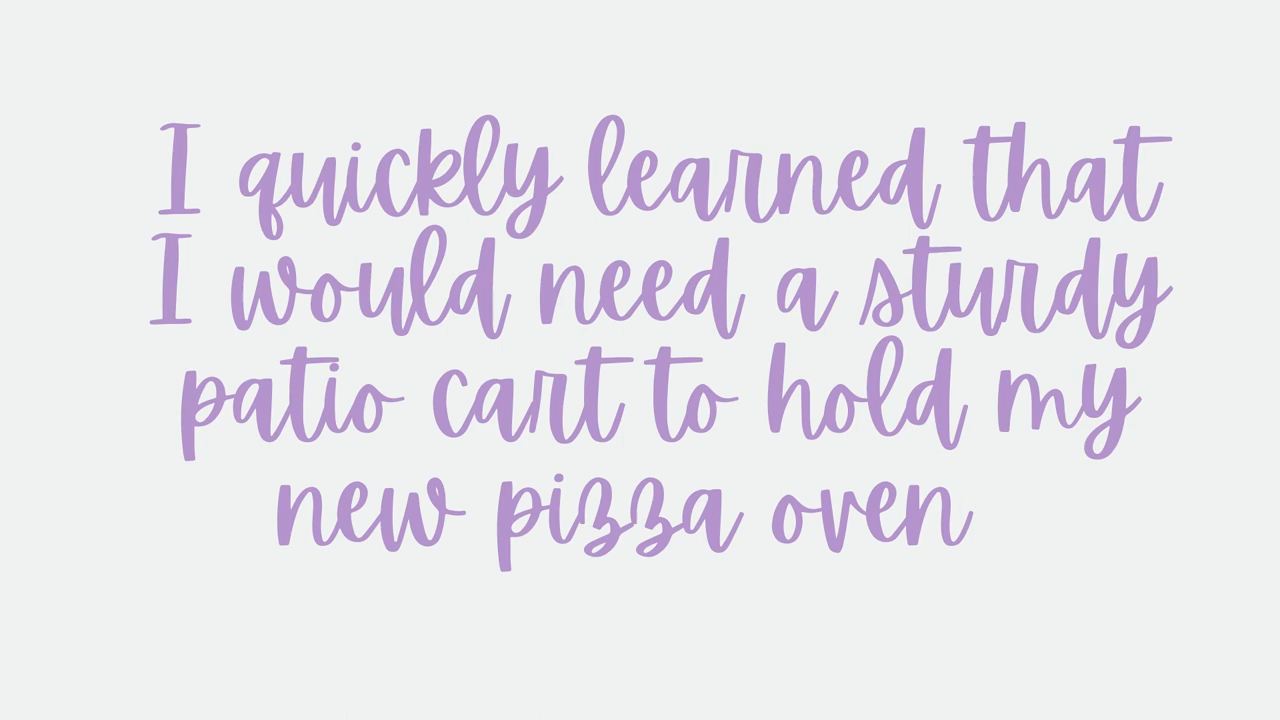 I quickly learned that
I would need a sturdy
patio cart to hold my
new pizza oven